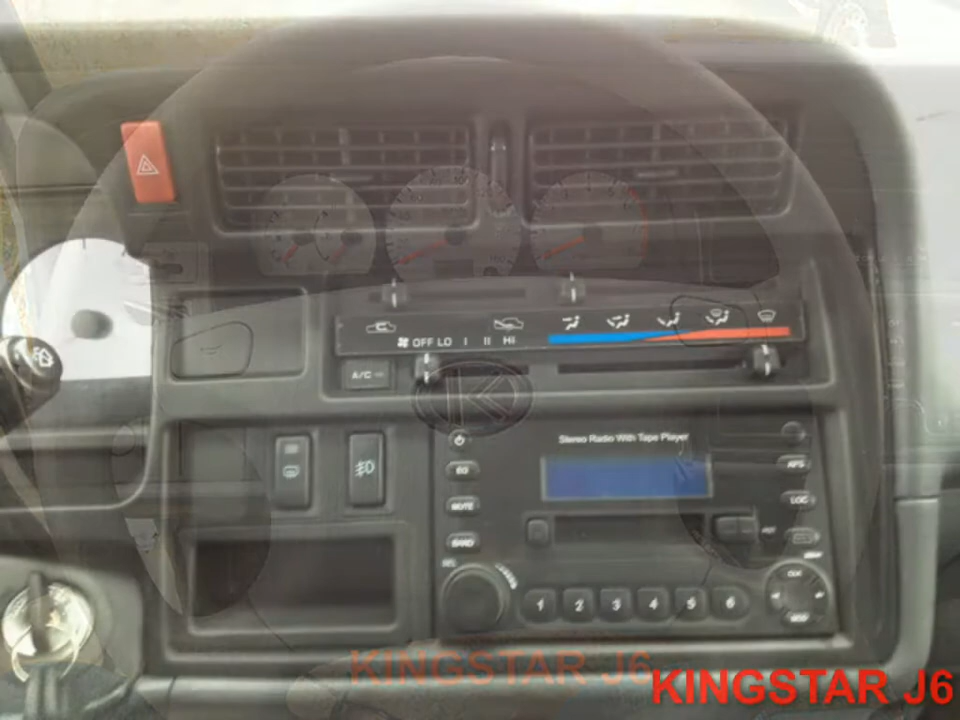 OFF LO I II HI
A/C
K
Stereo Radio With Tape Player
EQ
APS
MUTE
LOC
BAND
1 2 3 4 5 6
KINGSTAR J6
KINGSTAR J6